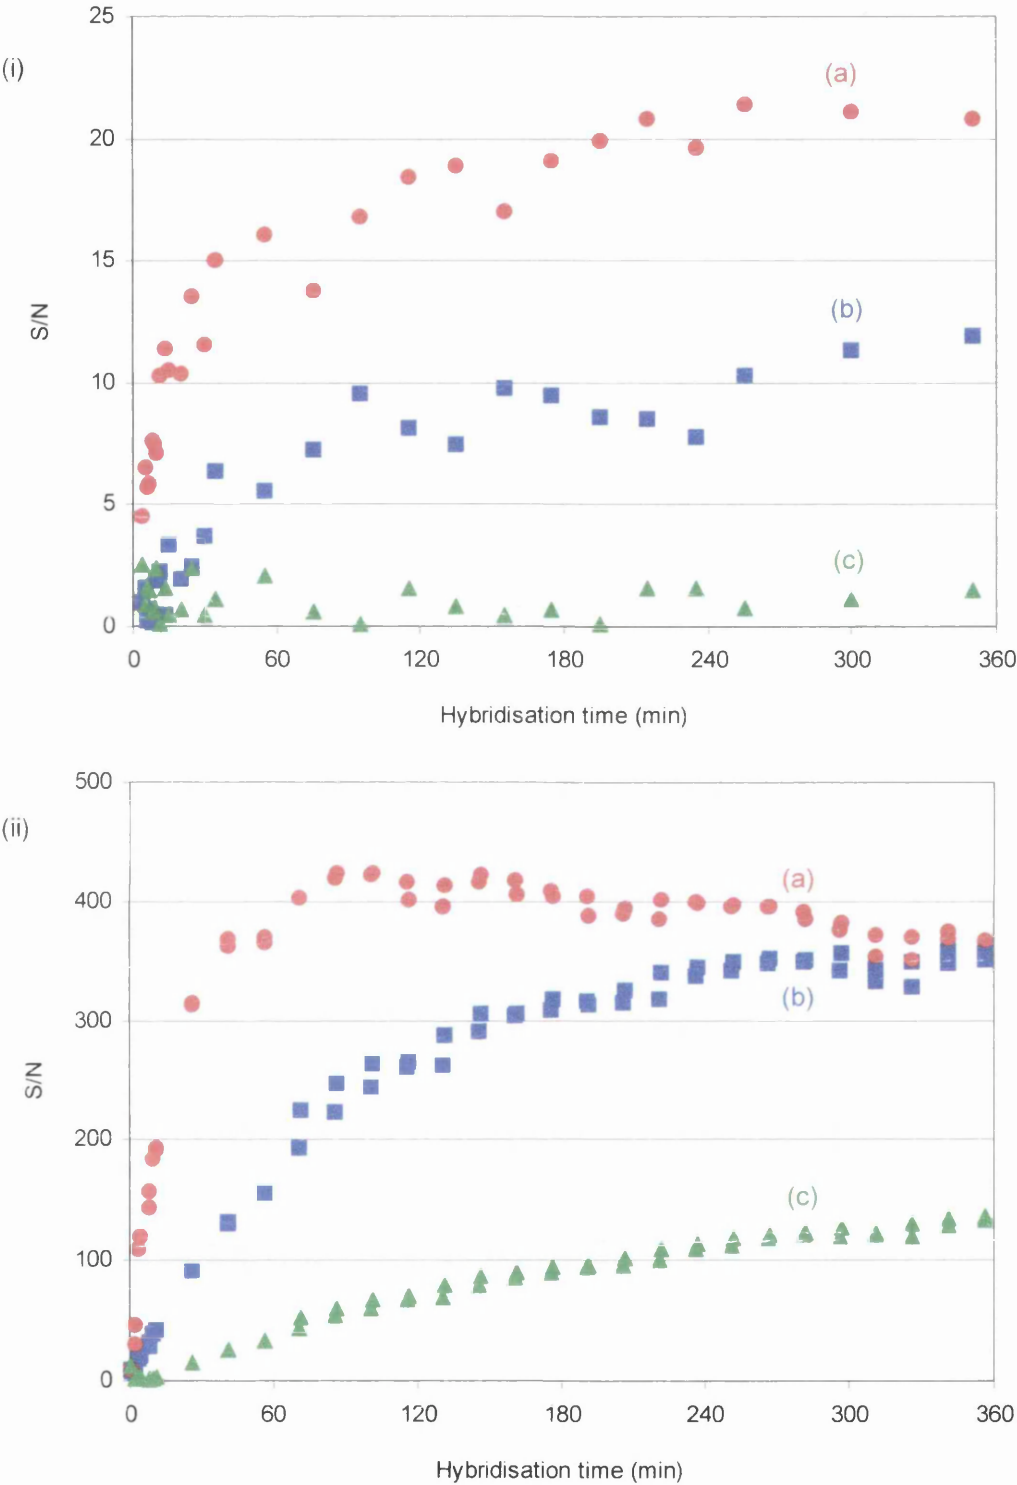 (i)
25
20
15
10
5
0
S/N
(a)
(b)
(c)
0 60 120 180 240 300 360
Hybridisation time (min)
(ii)
500
400
300
200
100
0
S/N
(a)
(b)
(c)
0 60 120 180 240 300 360
Hybridisation time (min)